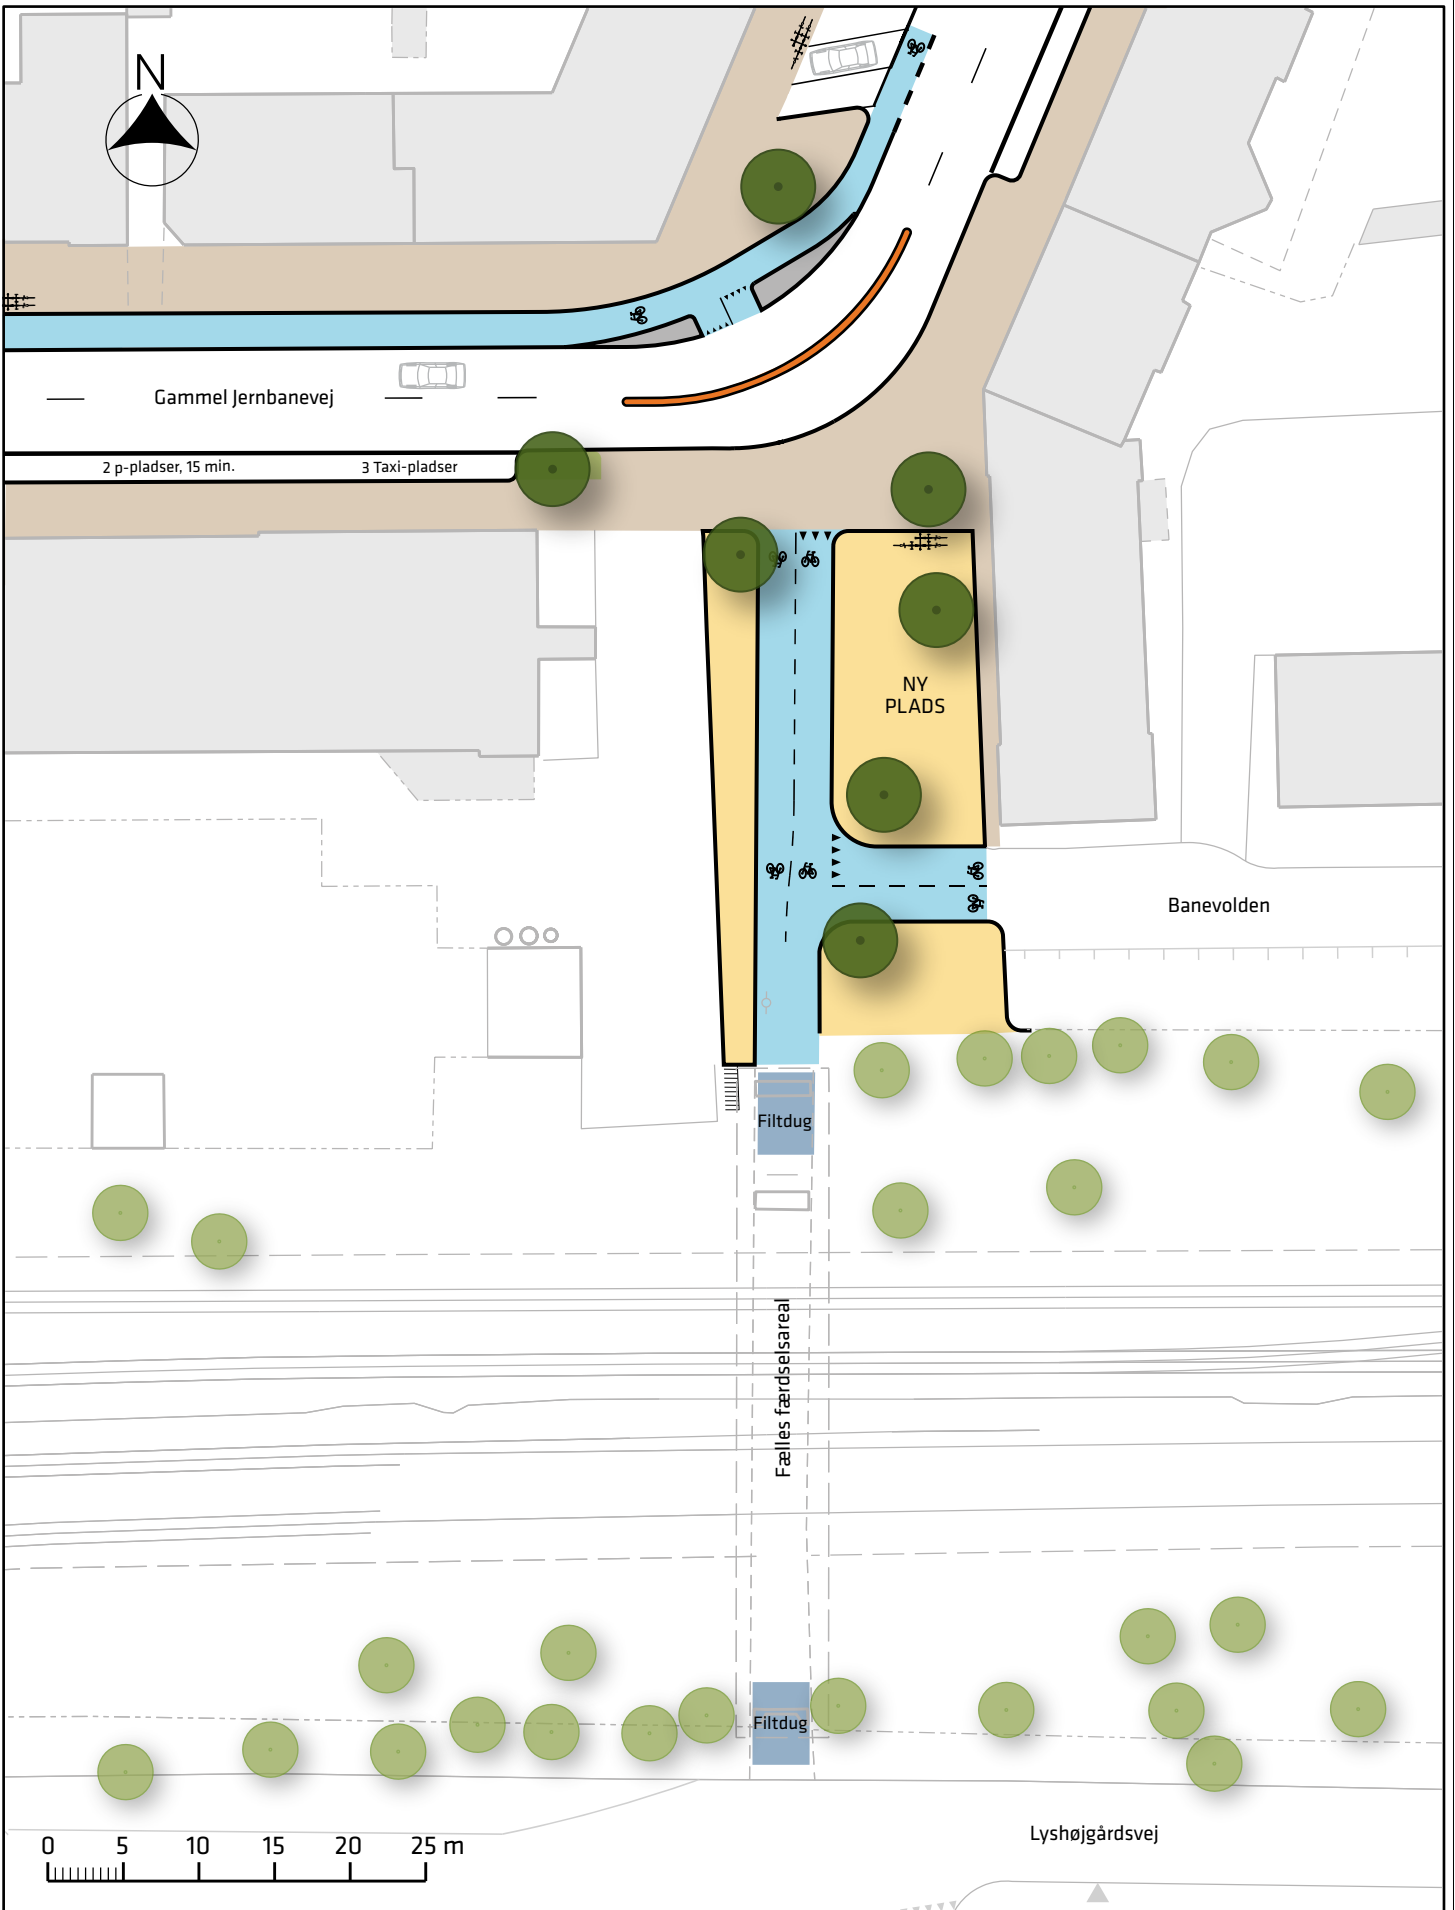 N
Gammel Jernbanevej
2 p-pladser, 15 min.
3 Taxi-pladser
NY
PLADS
Banevolden
Filtdug
Fælles færdselsareal
Filtdug
Lyshøjgårdsvej
0 5 10 15 20 25 m